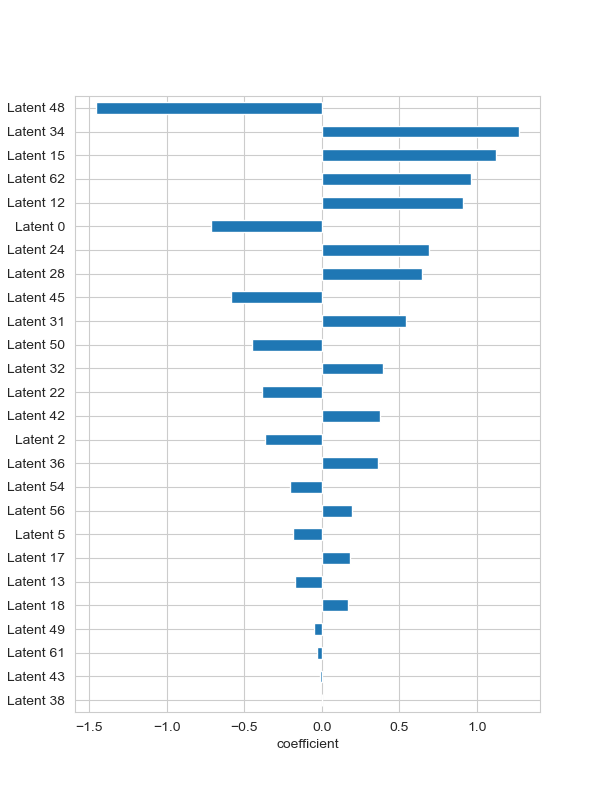 Latent 48
Latent 34
Latent 15
Latent 62
Latent 12
Latent 0
Latent 24
Latent 28
Latent 45
Latent 31
Latent 50
Latent 32
Latent 22
Latent 42
Latent 2
Latent 36
Latent 54
Latent 56
Latent 5
Latent 17
Latent 13
Latent 18
Latent 49
Latent 61
Latent 43
Latent 38
−1.5 −1.0 −0.5 0.0 0.5 1.0
coefficient